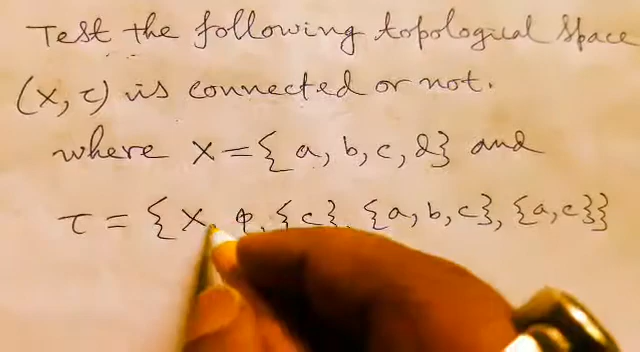 Test the following topological space
(X, τ) is connected or not.
where X = {a, b, c, d} and
τ = {X, φ, {c}, {a, b, c}, {a, c}}